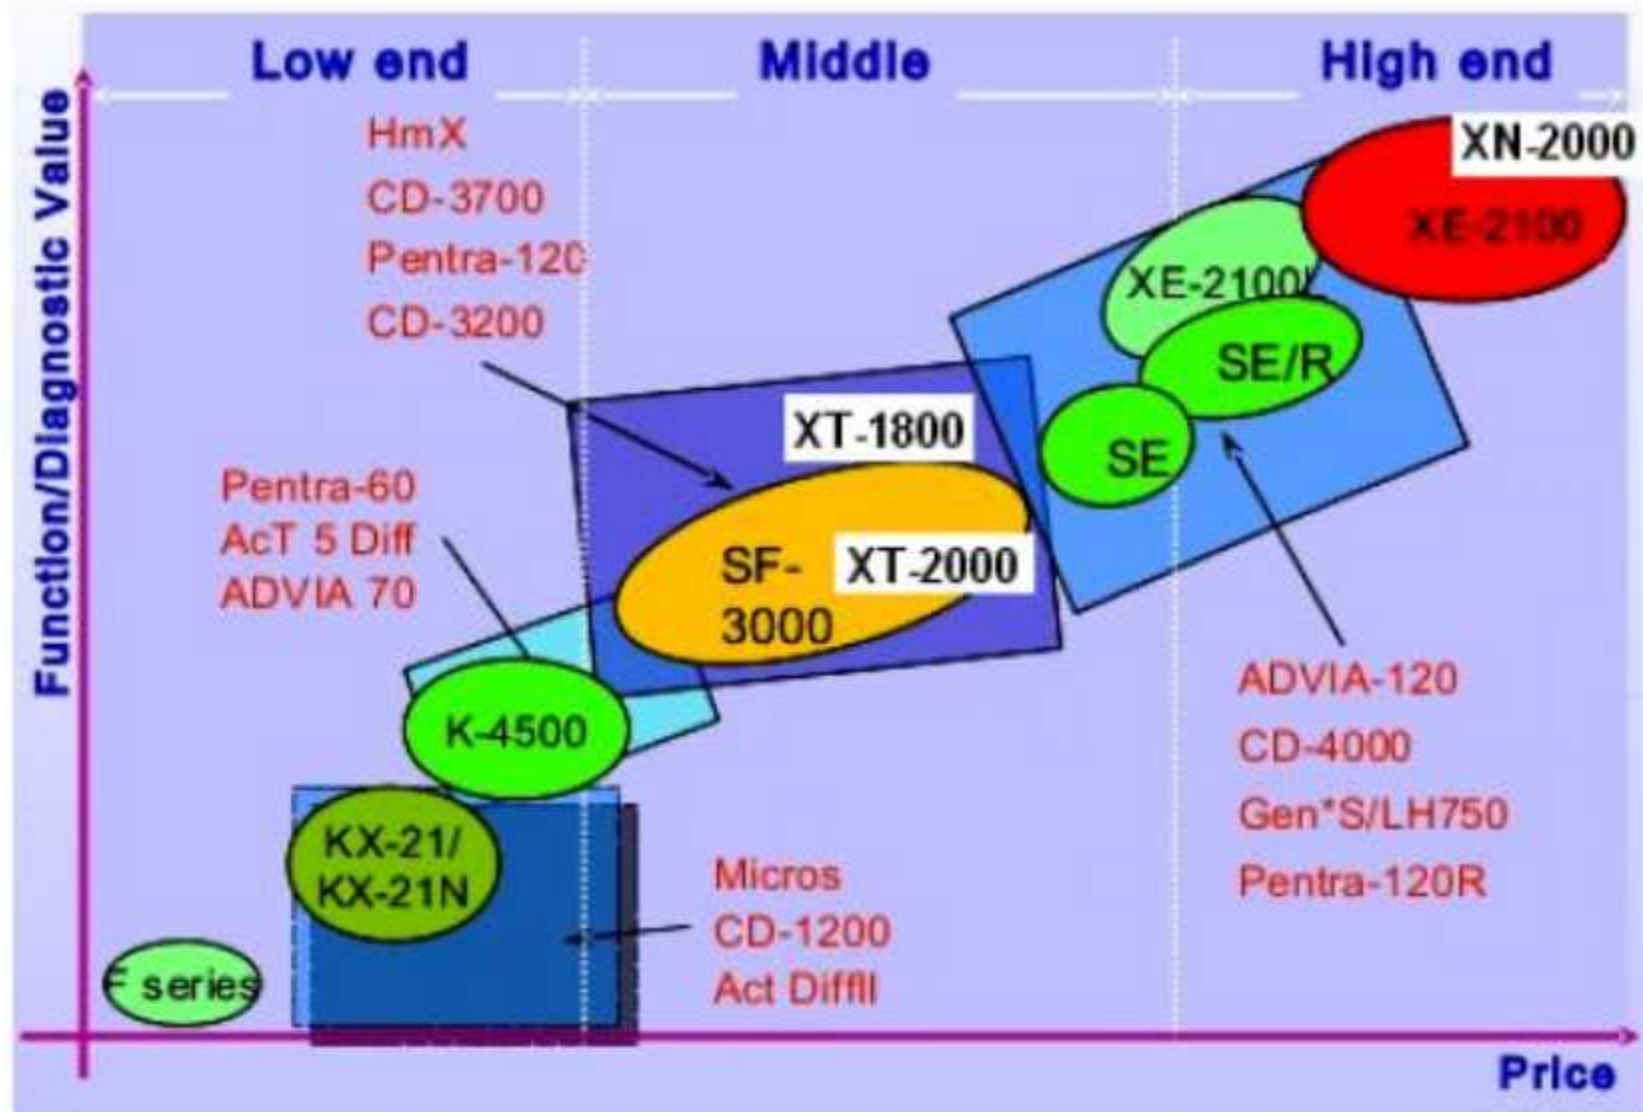 Low end
Middle
High end
Function/Diagnostic Value
HmX
CD-3700
Pentra-120
CD-3200
XN-2000
XE-2100
XE-2100L
SE/R
SE
XT-1800
SF-
3000
XT-2000
Pentra-60
AcT 5 Diff
ADVIA 70
K-4500
KX-21/
KX-21N
F series
Micros
CD-1200
Act DiffII
ADVIA-120
CD-4000
Gen*S/LH750
Pentra-120R
Price